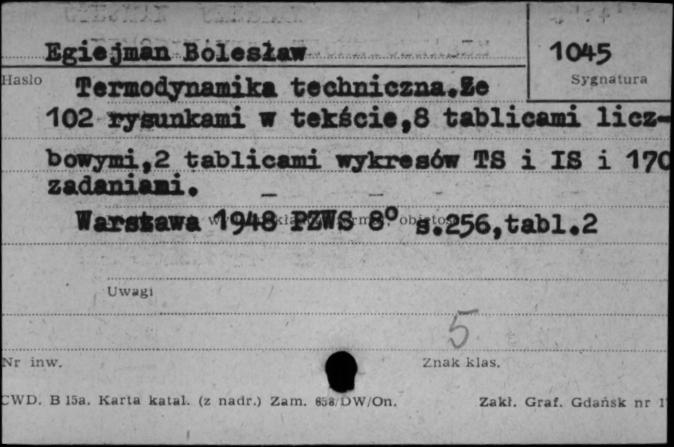 Egiejman Bolesław
1045
Hasło
Sygnatura
Termodynamika techniczna.Ze
102 rysunkami w tekście,8 tablicami licz-
bowymi,2 tablicami wykresów TS i IS i 170
zadaniami.
Warszawa 1948 PZWS 8° s.256,tabl.2
Uwagi
5
Nr inw.
Znak klas.
CWD. B 15a. Karta katal. (z nadr.) Zam. 658/DW/On.
Zakł. Graf. Gdańsk nr 1